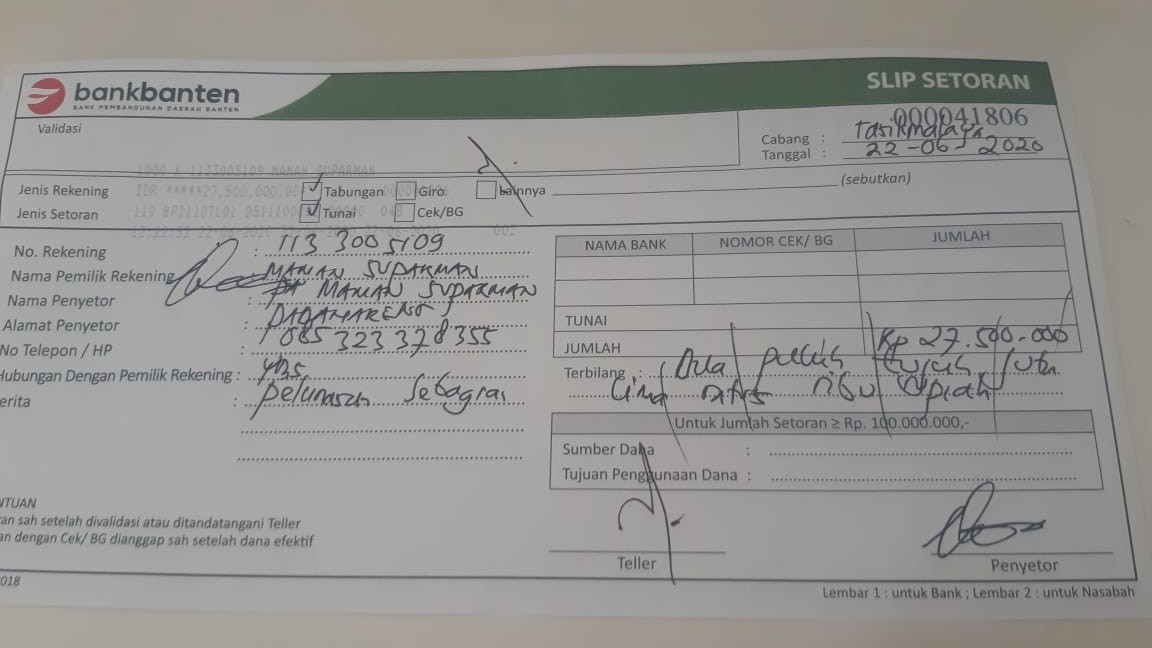 bankbanten
BANK PEMBANGUNAN DAERAH BANTEN
SLIP SETORAN
000041806
Validasi
Cabang : Tasikmalaya
Tanggal : 22-06-2020
1000 K 1133005109 MAMAN SUPARMAN
IDR *****27,500,000.00
Jenis Rekening Tabungan Giro Lainnya (sebutkan)
Jenis Setoran Tunai Cek/BG
110 BPI110TL01
002
No. Rekening : 113 300 5109
Nama Pemilik Rekening : MAMAN SUPARMAN
Nama Penyetor : MAMAN SUPARMAN
Alamat Penyetor :
No Telepon / HP : 085 323 378 355
Hubungan Dengan Pemilik Rekening : ybs.
erita : pelunasan sebagian
NAMA BANK NOMOR CEK/ BG JUMLAH
TUNAI
JUMLAH Rp 27.500.000
Terbilang : Dua puluh tujuh juta
Lima ratus ribu rupiah
Untuk Jumlah Setoran ≥ Rp. 100.000.000,-
Sumber Dana :
Tujuan Penggunaan Dana :
NTUAN
ran sah setelah divalidasi atau ditandatangani Teller
an dengan Cek/ BG dianggap sah setelah dana efektif
Teller
Penyetor
018
Lembar 1 : untuk Bank ; Lembar 2 : untuk Nasabah